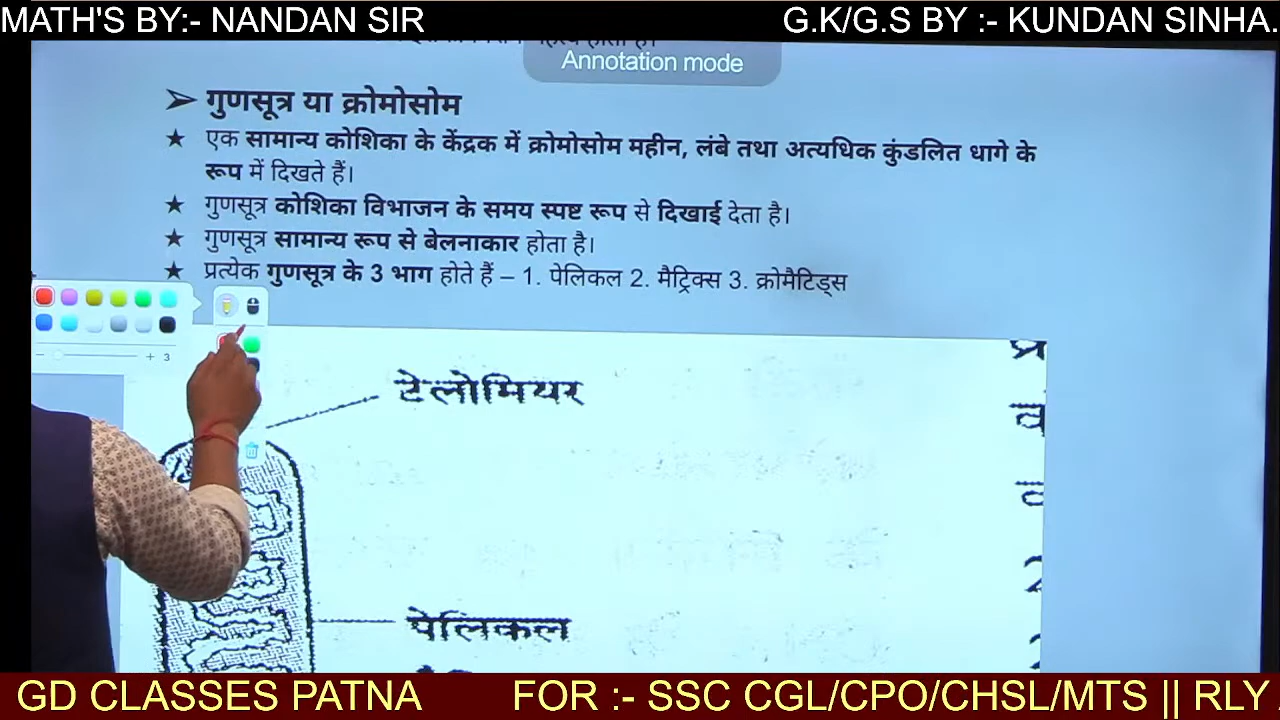 MATH'S BY:- NANDAN SIR
G.K/G.S BY :- KUNDAN SINHA.
Annotation mode
➢ गुणसूत्र या क्रोमोसोम
★ एक सामान्य कोशिका के केंद्रक में क्रोमोसोम महीन, लंबे तथा अत्यधिक कुंडलित धागे के
रूप में दिखते हैं।
★ गुणसूत्र कोशिका विभाजन के समय स्पष्ट रूप से दिखाई देता है।
★ गुणसूत्र सामान्य रूप से बेलनाकार होता है।
★ प्रत्येक गुणसूत्र के 3 भाग होते हैं – 1. पेलिकल 2. मैट्रिक्स 3. क्रोमैटिड्स
3
टेलोमियर
पेलिकल
GD CLASSES PATNA
FOR :- SSC CGL/CPO/CHSL/MTS || RLY